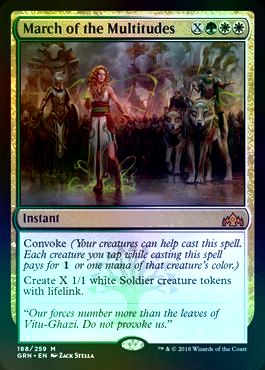 March of the Multitudes X
Instant
Convoke (Your creatures can help cast this spell.
Each creature you tap while casting this spell
pays for 1 or one mana of that creature's color.)
Create X 1/1 white Soldier creature tokens
with lifelink.
"Our forces number more than the leaves of
Vitu-Ghazi. Do not provoke us."
188/259 M
GRN • EN Zack Stella
™ & © 2018 Wizards of the Coast